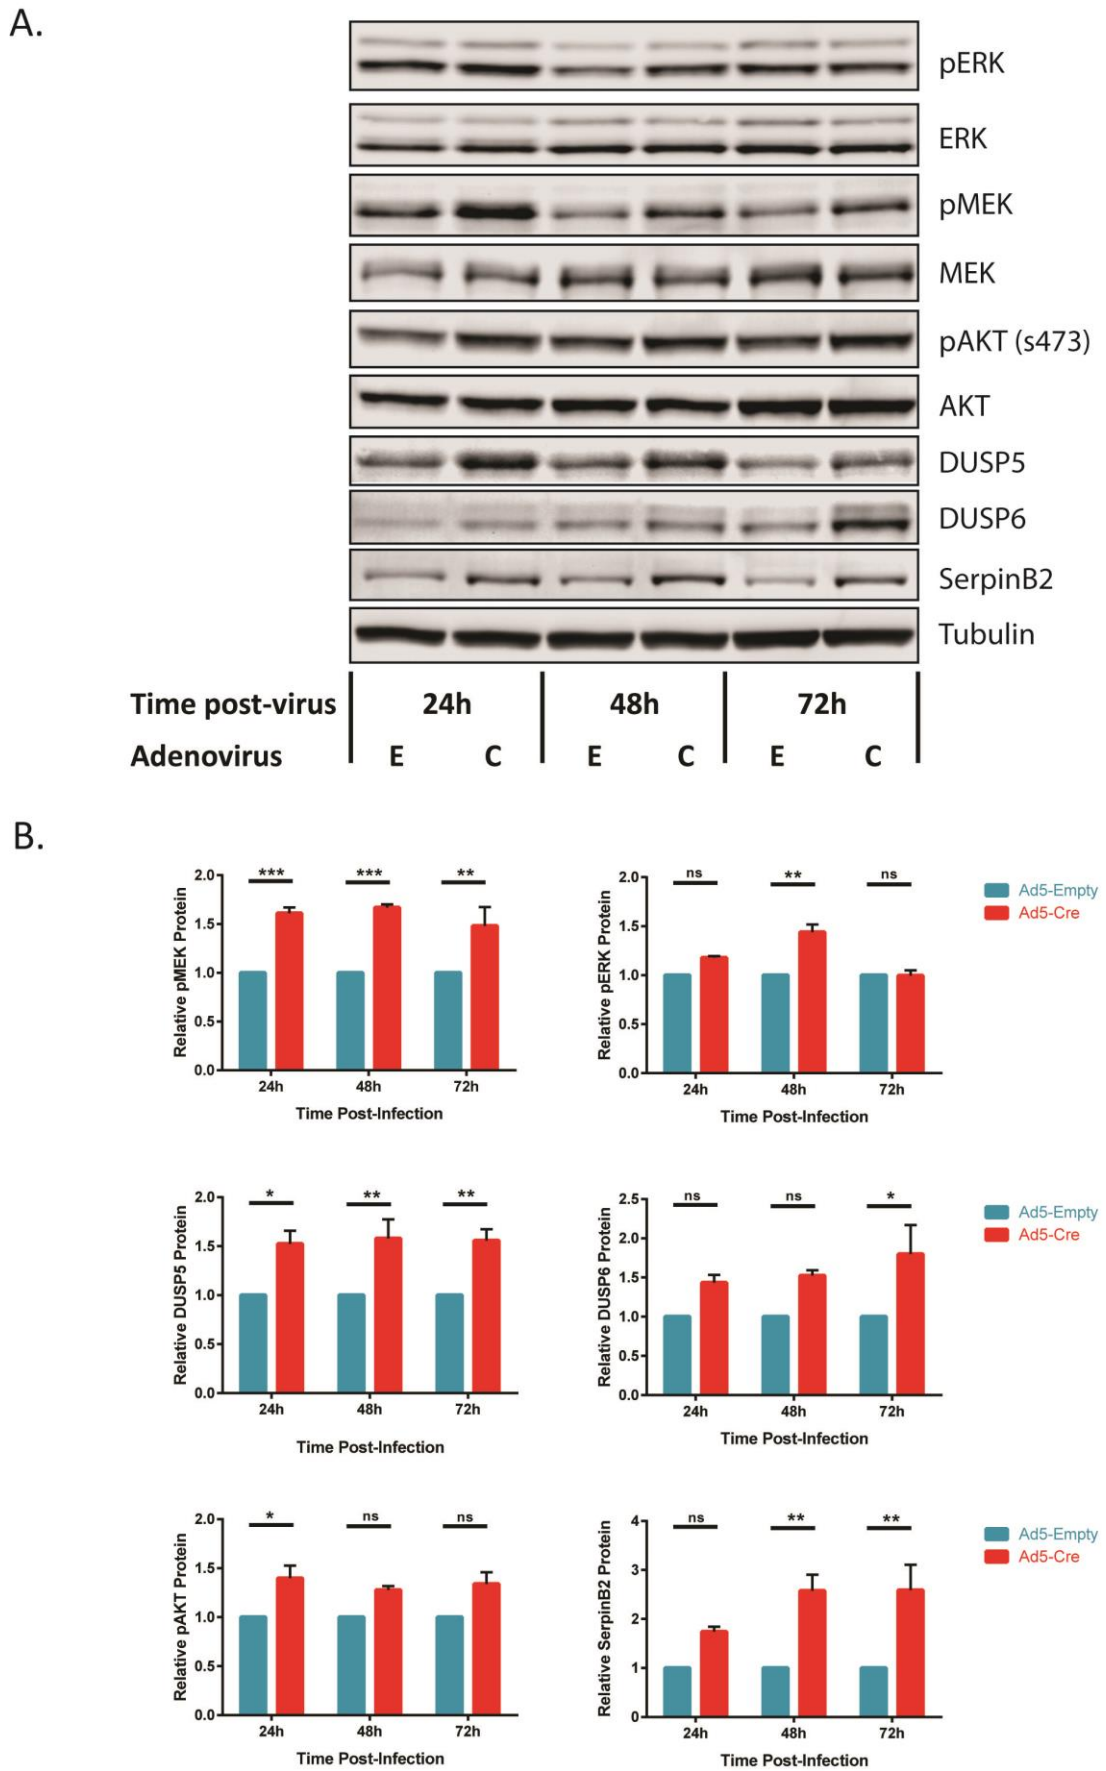 A.
pERK
ERK
pMEK
MEK
pAKT (s473)
AKT
DUSP5
DUSP6
SerpinB2
Tubulin
Time post-virus 24h 48h 72h
Adenovirus E C E C E C
B.
Relative pMEK Protein
2.0
1.5
1.0
0.5
0.0
*** *** **
24h 48h 72h
Time Post-Infection
Relative pERK Protein
2.0
1.5
1.0
0.5
0.0
ns ** ns
24h 48h 72h
Time Post-Infection
Ad5-Empty
Ad5-Cre
Relative DUSP5 Protein
2.0
1.5
1.0
0.5
0.0
* ** **
24h 48h 72h
Time Post-Infection
Relative DUSP6 Protein
2.5
2.0
1.5
1.0
0.5
0.0
ns ns *
24h 48h 72h
Time Post-Infection
Ad5-Empty
Ad5-Cre
Relative pAKT Protein
2.0
1.5
1.0
0.5
0.0
* ns ns
24h 48h 72h
Time Post-Infection
Relative SerpinB2 Protein
4
3
2
1
0
ns ** **
24h 48h 72h
Time Post-Infection
Ad5-Empty
Ad5-Cre